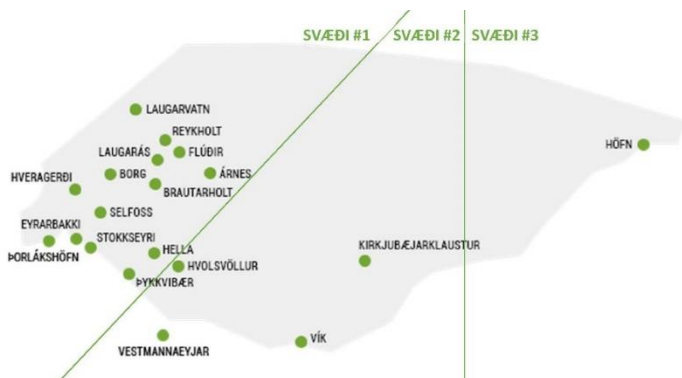 SVÆÐI #1
SVÆÐI #2
SVÆÐI #3
LAUGARVATN
REYKHOLT
LAUGARÁS
FLÚÐIR
HÖFN
HVERAGERÐI
BORG
ÁRNES
BRAUTARHOLT
SELFOSS
EYRARBAKKI
STOKKSEYRI
ÞORLÁKSHÖFN
HELLA
KIRKJUBÆJARKLAUSTUR
HVOLSVÖLLUR
ÞYKKVIBÆR
VESTMANNAEYJAR
VÍK